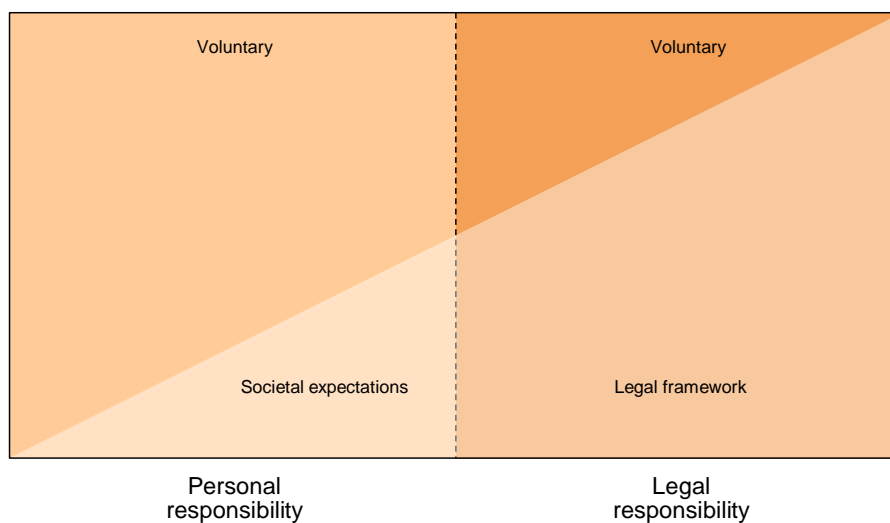 Voluntary
Voluntary
Societal expectations
Legal framework
Personal
responsibility
Legal
responsibility